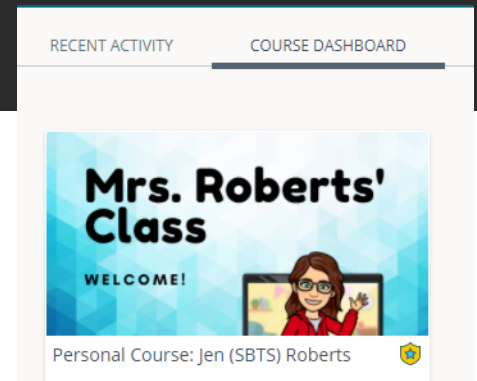 RECENT ACTIVITY COURSE DASHBOARD
Mrs. Roberts'
Class
WELCOME!
Personal Course: Jen (SBTS) Roberts